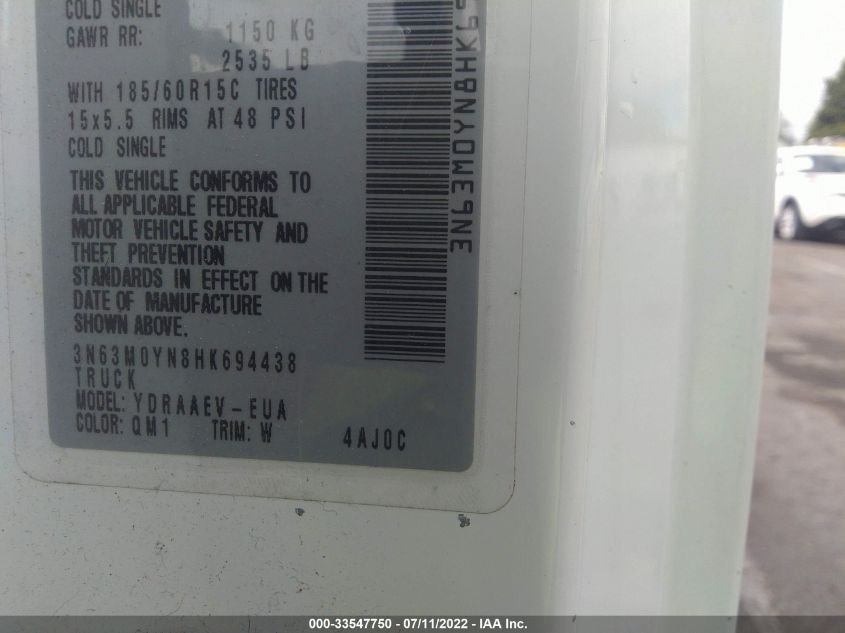 COLD SINGLE
GAWR RR: 1150 KG
2535 LB
WITH 185/60R15C TIRES
15x5.5 RIMS AT 48 PSI
COLD SINGLE
THIS VEHICLE CONFORMS TO
ALL APPLICABLE FEDERAL
MOTOR VEHICLE SAFETY AND
THEFT PREVENTION
STANDARDS IN EFFECT ON THE
DATE OF MANUFACTURE
SHOWN ABOVE.
3N63M0YN8HK694438
TRUCK
MODEL: YDRAAEV-EUA
COLOR: QM1 TRIM: W 4AJ0C
3N63M0YN8HK69
000-33547750 - 07/11/2022 - IAA Inc.